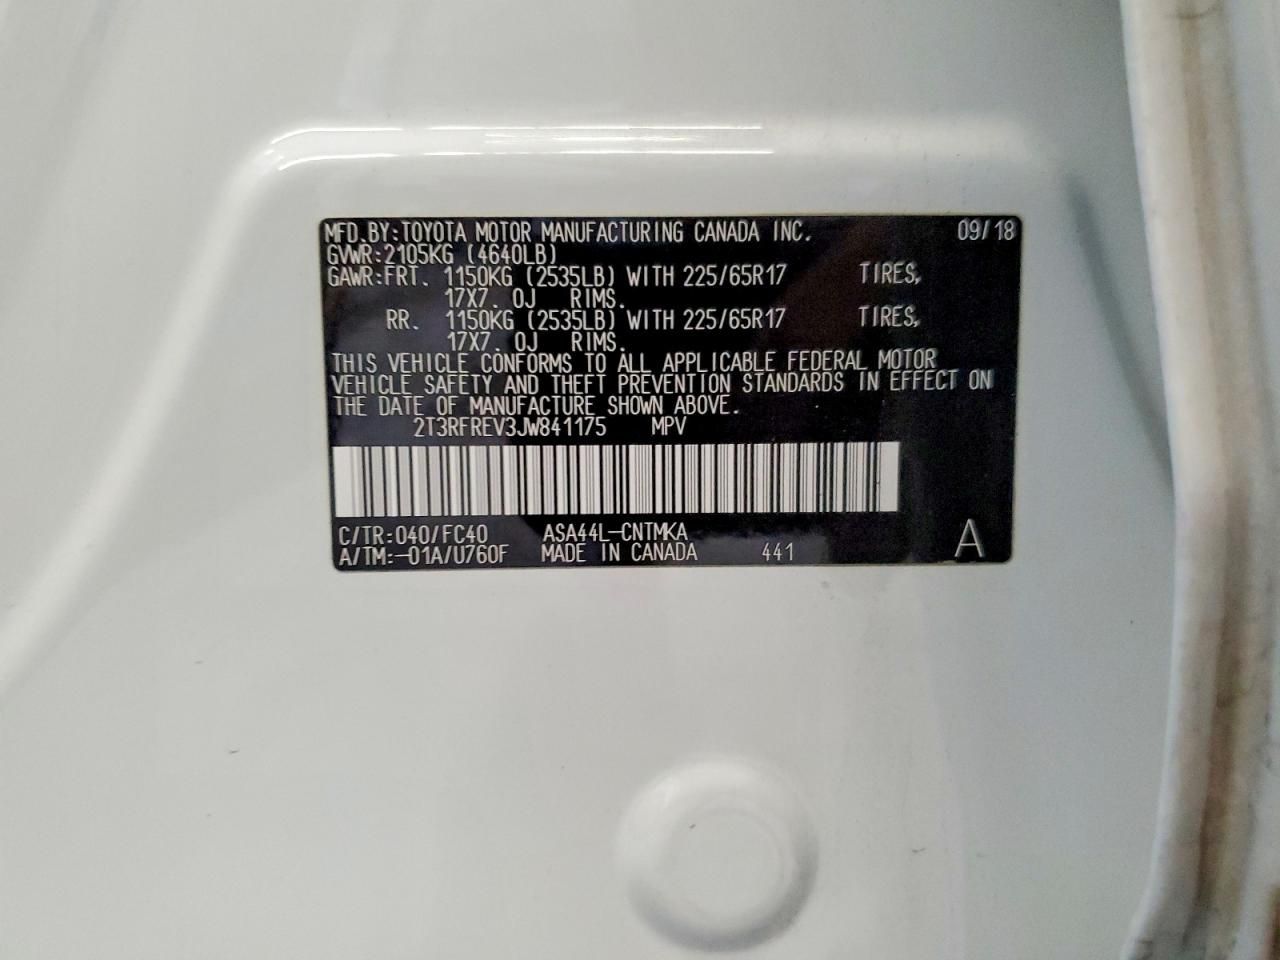 MFD.BY:TOYOTA MOTOR MANUFACTURING CANADA INC. 09/18
GVWR:2105KG (4640LB)
GAWR:FRT. 1150KG (2535LB) WITH 225/65R17 TIRES,
17X7. 0J RIMS.
RR. 1150KG (2535LB) WITH 225/65R17 TIRES,
17X7. 0J RIMS.
THIS VEHICLE CONFORMS TO ALL APPLICABLE FEDERAL MOTOR
VEHICLE SAFETY AND THEFT PREVENTION STANDARDS IN EFFECT ON
THE DATE OF MANUFACTURE SHOWN ABOVE.
2T3RFREV3JW841175 MPV
C/TR:040/FC40 ASA44L-CNTMKA
A/TM:-01A/U760F MADE IN CANADA 441 A